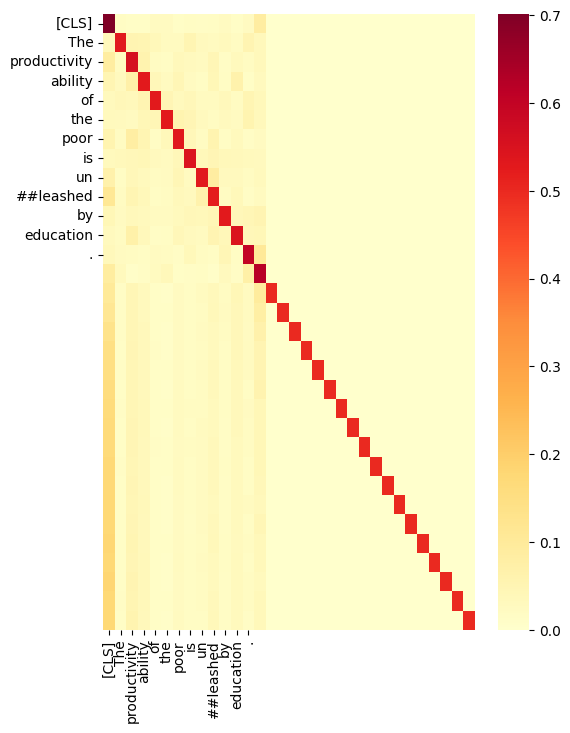 [CLS]
The
productivity
ability
of
the
poor
is
un
##leashed
by
education
.
0.7
0.6
0.5
0.4
0.3
0.2
0.1
0.0
[CLS]
The
productivity
ability
of
the
poor
is
un
##leashed
by
education
.